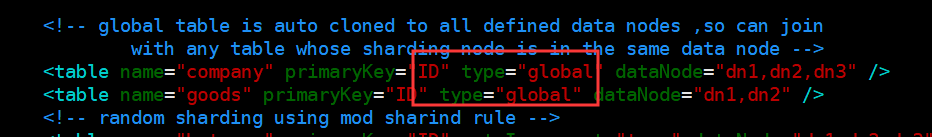 <!-- global table is auto cloned to all defined data nodes ,so can join
with any table whose sharding node is in the same data node -->
<table name="company" primaryKey="ID" type="global" dataNode="dn1,dn2,dn3" />
<table name="goods" primaryKey="ID" type="global" dataNode="dn1,dn2" />
<!-- random sharding using mod sharind rule -->